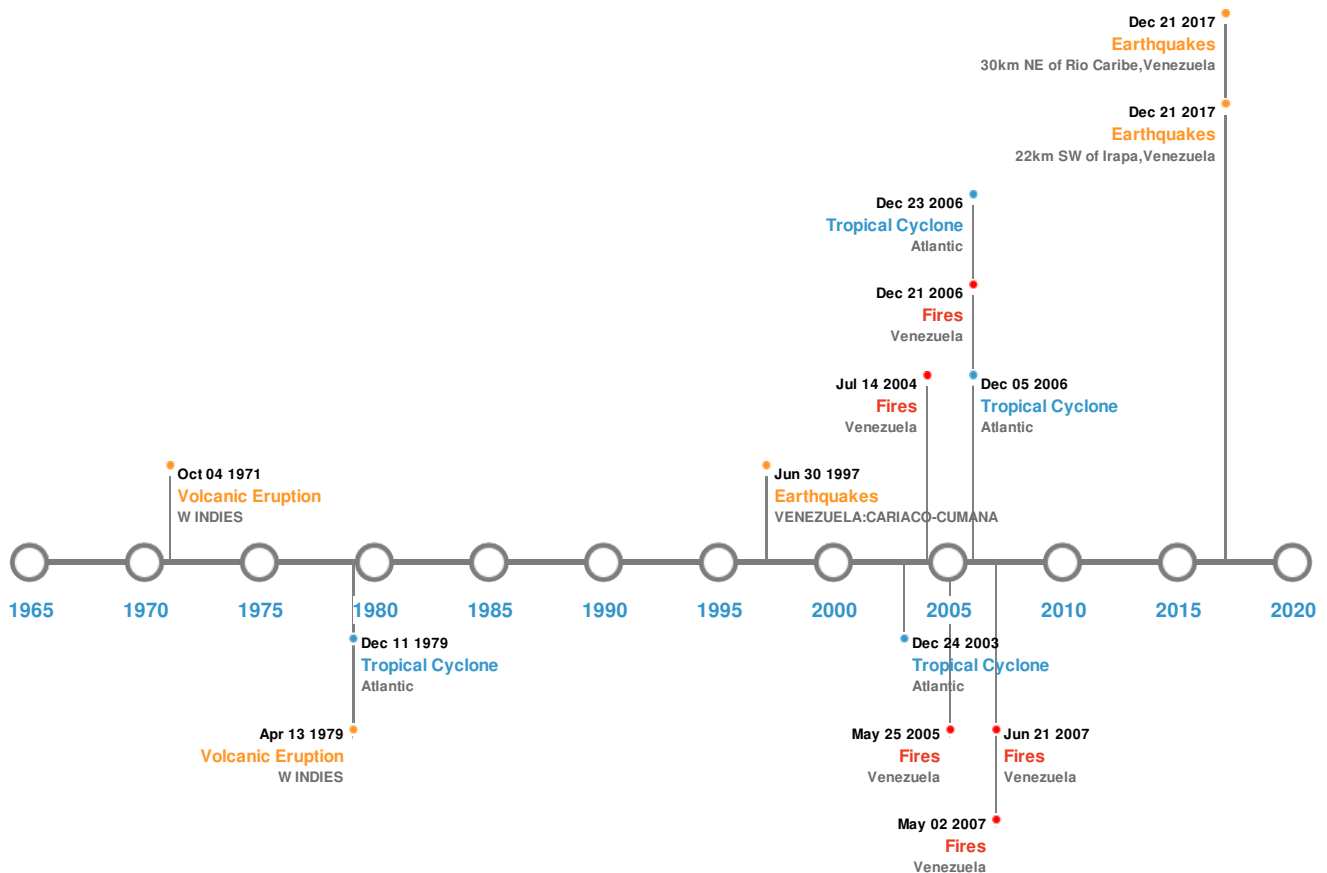 Dec 21 2017
Earthquakes
30km NE of Rio Caribe,Venezuela
Dec 21 2017
Earthquakes
22km SW of Irapa,Venezuela
Dec 23 2006
Tropical Cyclone
Atlantic
Dec 21 2006
Fires
Venezuela
Jul 14 2004
Fires
Venezuela
Dec 05 2006
Tropical Cyclone
Atlantic
Oct 04 1971
Volcanic Eruption
W INDIES
Jun 30 1997
Earthquakes
VENEZUELA:CARIACO-CUMANA
1965 1970 1975 1980 1985 1990 1995 2000 2005 2010 2015 2020
Dec 11 1979
Tropical Cyclone
Atlantic
Dec 24 2003
Tropical Cyclone
Atlantic
Apr 13 1979
Volcanic Eruption
W INDIES
May 25 2005
Fires
Venezuela
Jun 21 2007
Fires
Venezuela
May 02 2007
Fires
Venezuela